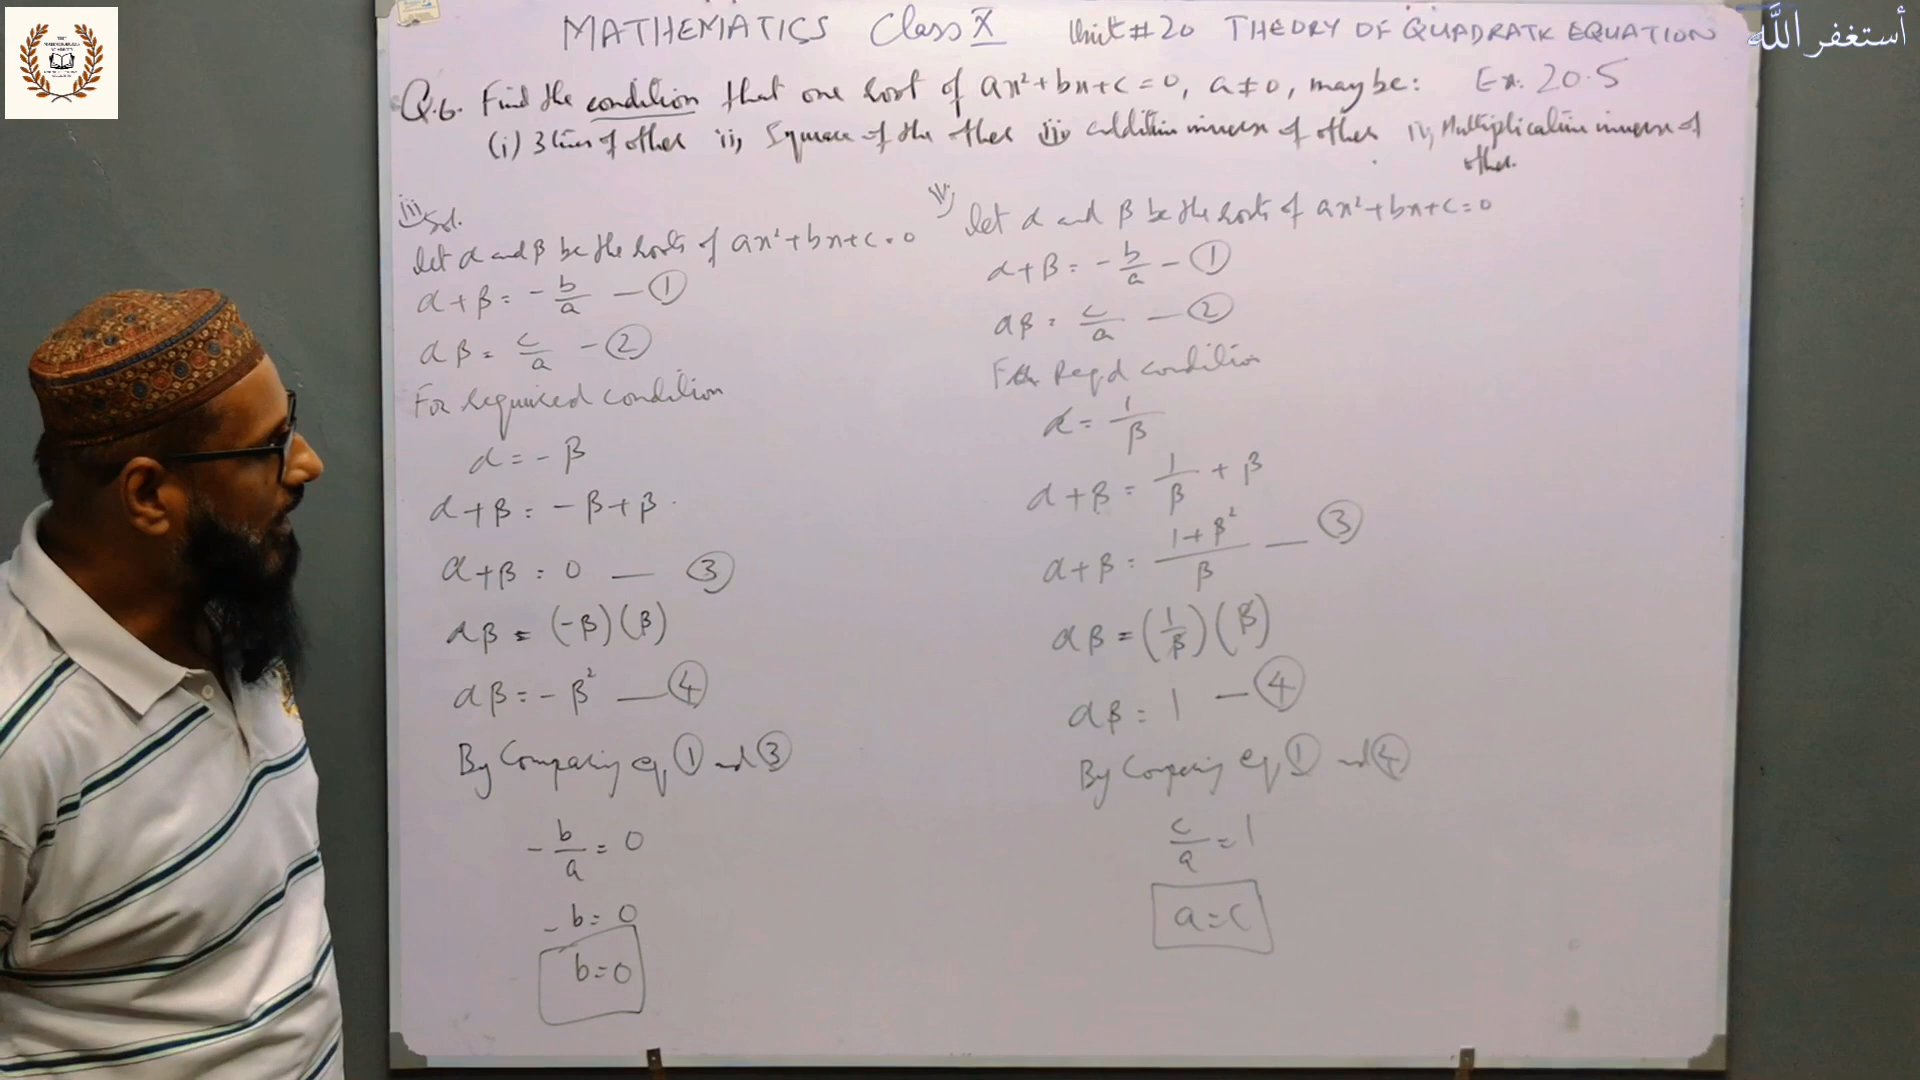 MATHEMATICS Class X Unit # 20 THEORY OF QUADRATIC EQUATION
أستغفر الله
Q.6. Find the condition that one root of ax²+bx+c=0, a≠0, may be: Ex. 20.5
(i) 3 times of other ii, Square of the other iii, additive inverse of other iv, Multiplicative inverse of
other.
iii, Sol.
let α and β be the roots of ax²+bx+c=0
α+β = -b/a — ①
αβ = c/a — ②
For required condition
α = -β
α+β = -β+β
α+β = 0 — ③
αβ = (-β)(β)
αβ = -β² — ④
By Comparing eq ① and ③
-b/a = 0
-b = 0
b=0
iv,
let α and β be the roots of ax²+bx+c=0
α+β = -b/a — ①
αβ = c/a — ②
Reqd condition
α = 1/β
α+β = 1/β + β
α+β = (1+β²)/β — ③
αβ = (1/β)(β)
αβ = 1 — ④
By Comparing eq ① and ④
c/a = 1
a=c